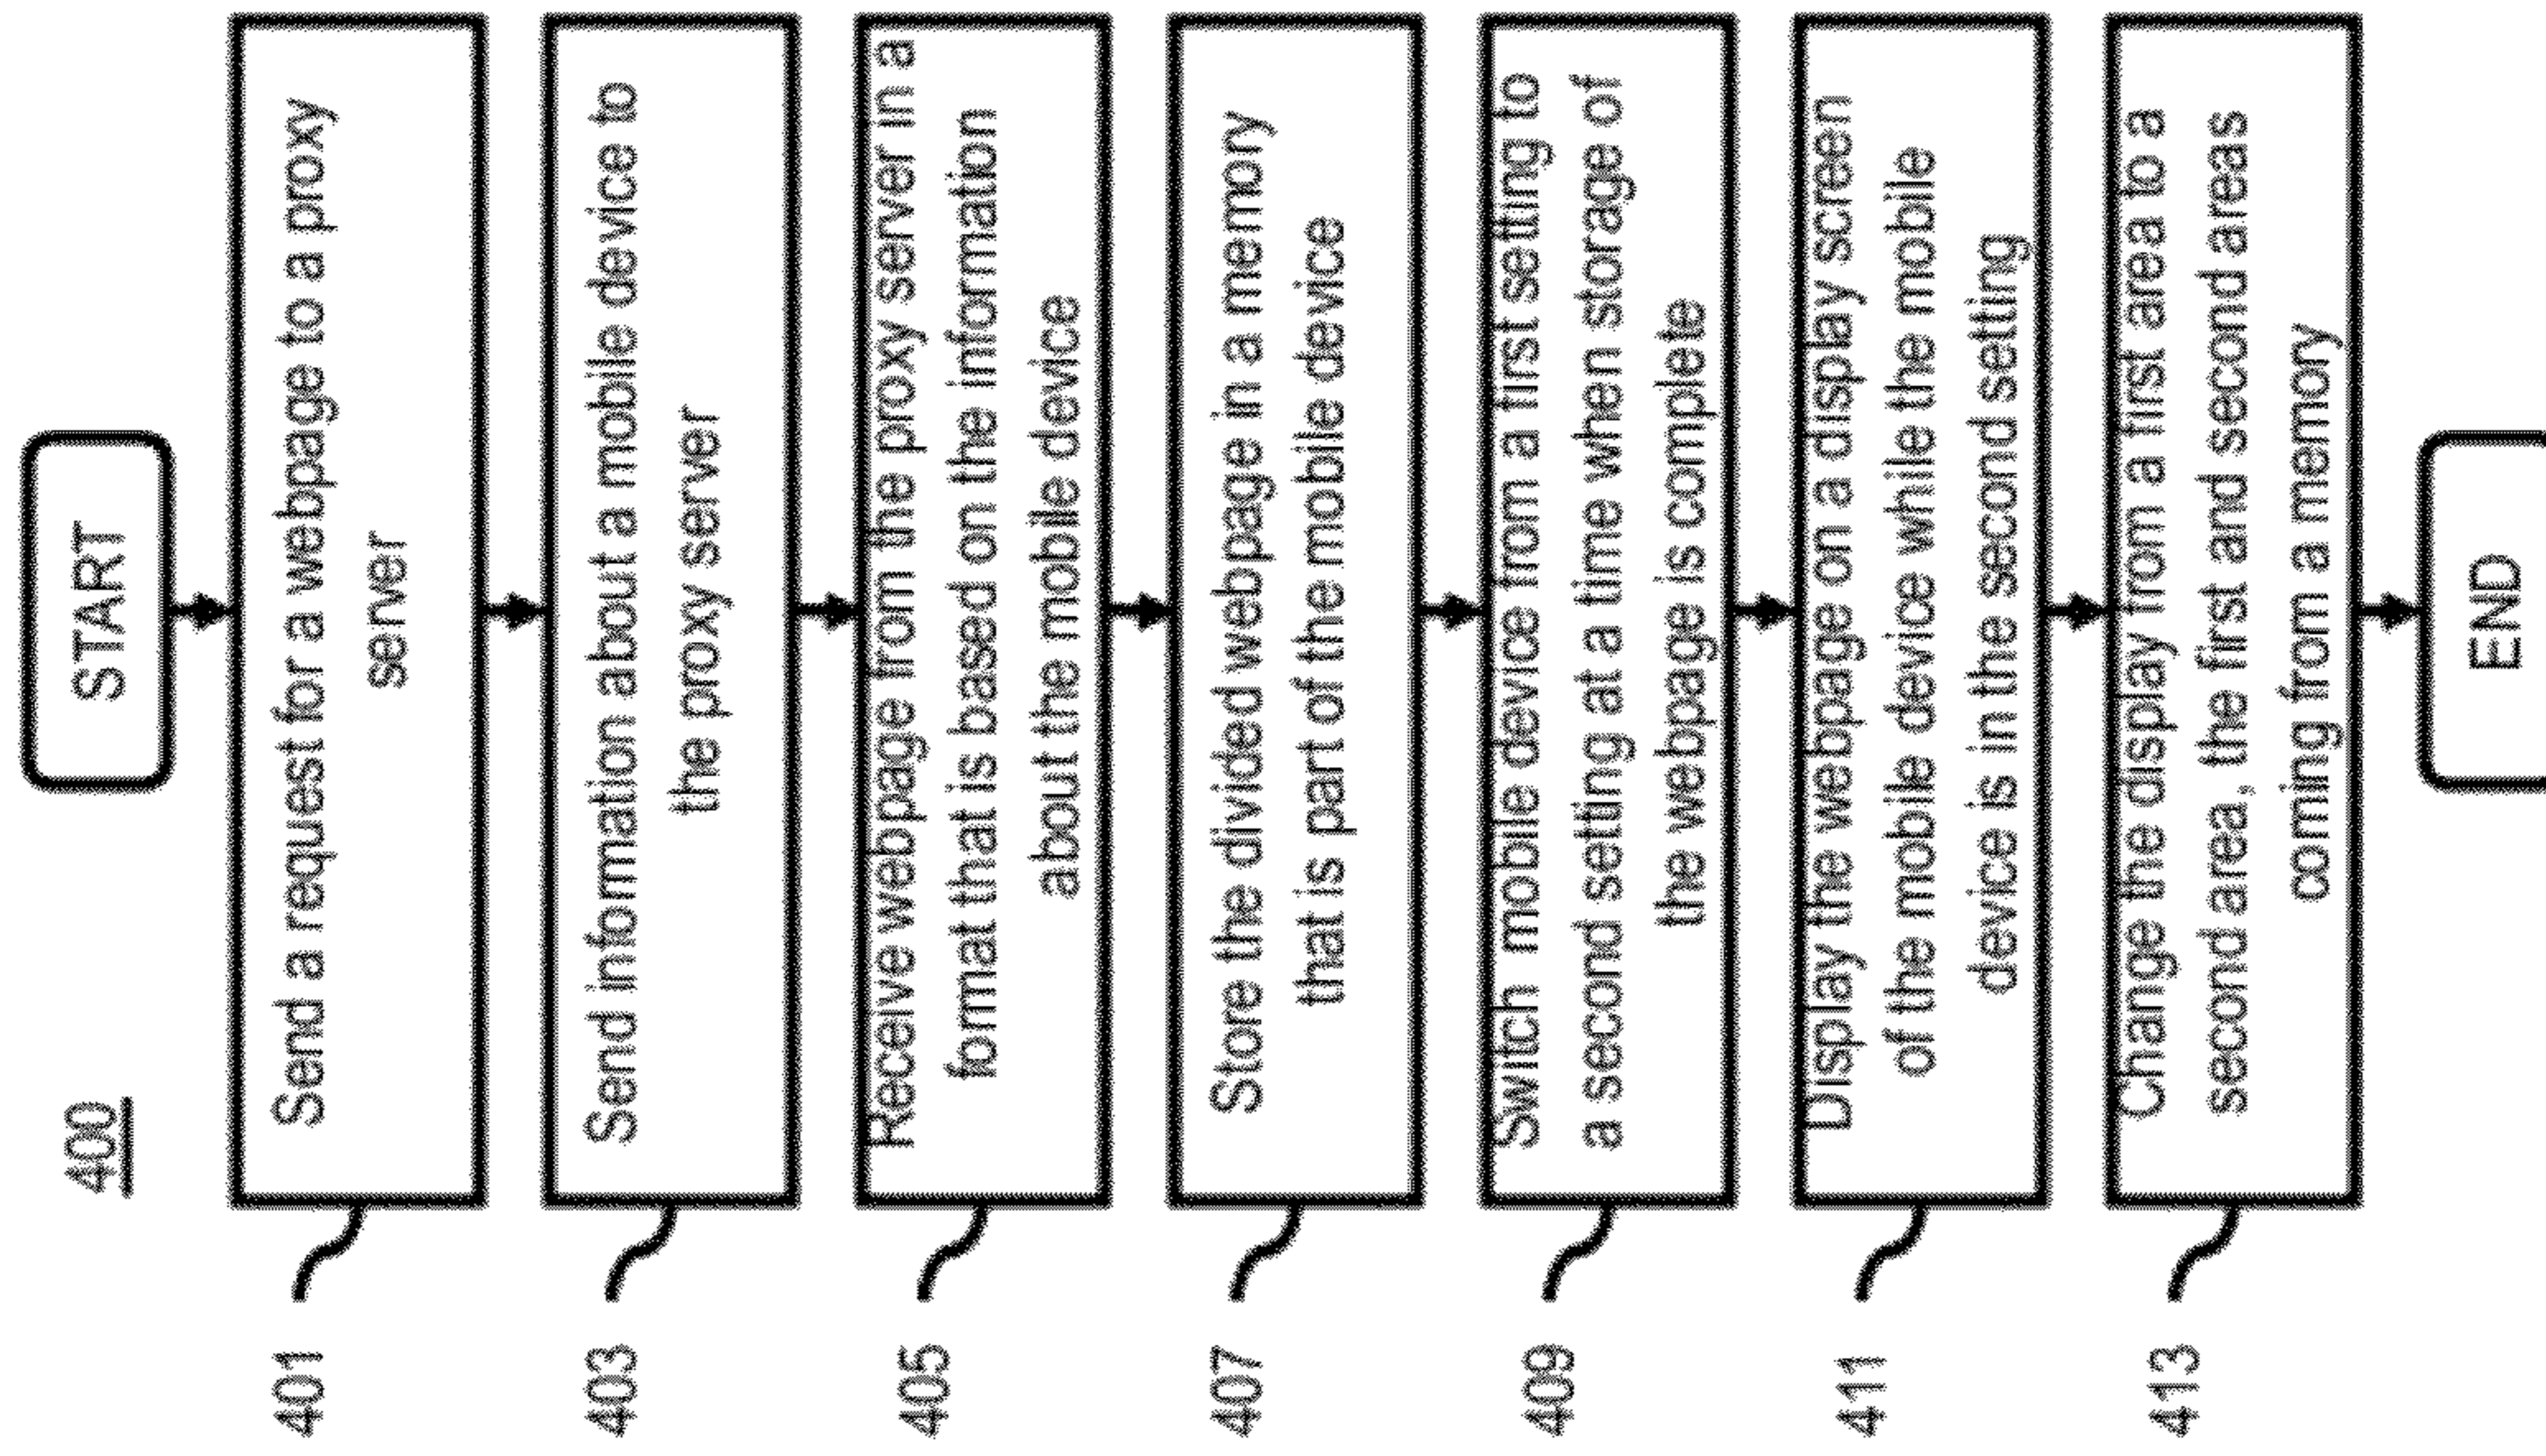 400
START
401
Send a request for a webpage to a proxy
server
403
Send information about a mobile device to
the proxy server
405
Receive webpage from the proxy server in a
format that is based on the information
about the mobile device
407
Store the divided webpage in a memory
that is part of the mobile device
409
Switch mobile device from a first setting to
a second setting at a time when storage of
the webpage is complete
411
Display the webpage on a display screen
of the mobile device while the mobile
device is in the second setting
413
Change the display from a first area to a
second area, the first and second areas
coming from a memory
END